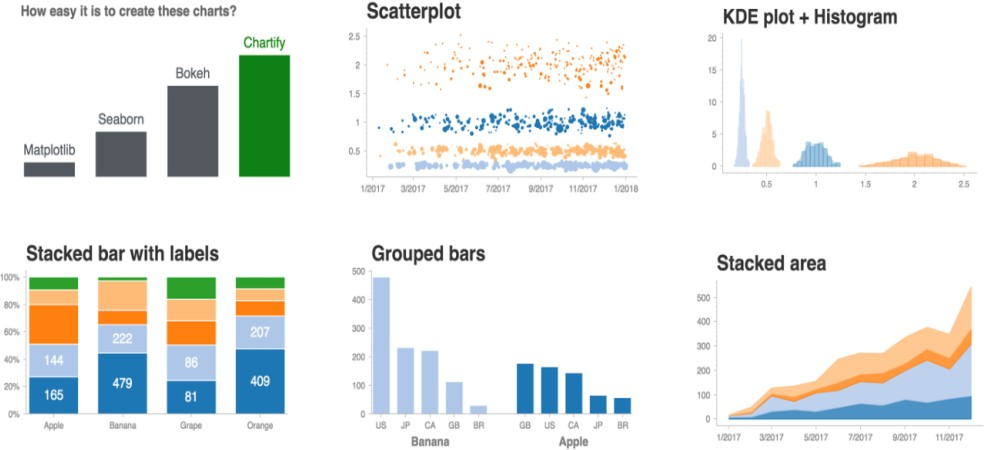 How easy it is to create these charts?
Chartify
Bokeh
Seaborn
Matplotlib
Scatterplot
2.5
2
1.5
1
0.5
1/2017 3/2017 5/2017 7/2017 9/2017 11/2017 1/2018
KDE plot + Histogram
20
15
10
5
0
0.5 1 1.5 2 2.5
Stacked bar with labels
100%
80%
60%
40%
20%
0%
144 222 86 207
165 479 81 409
Apple Banana Grape Orange
Grouped bars
500
400
300
200
100
0
US JP CA GB BR GB US CA JP BR
Banana Apple
Stacked area
500
400
300
200
100
0
1/2017 3/2017 5/2017 7/2017 9/2017 11/2017